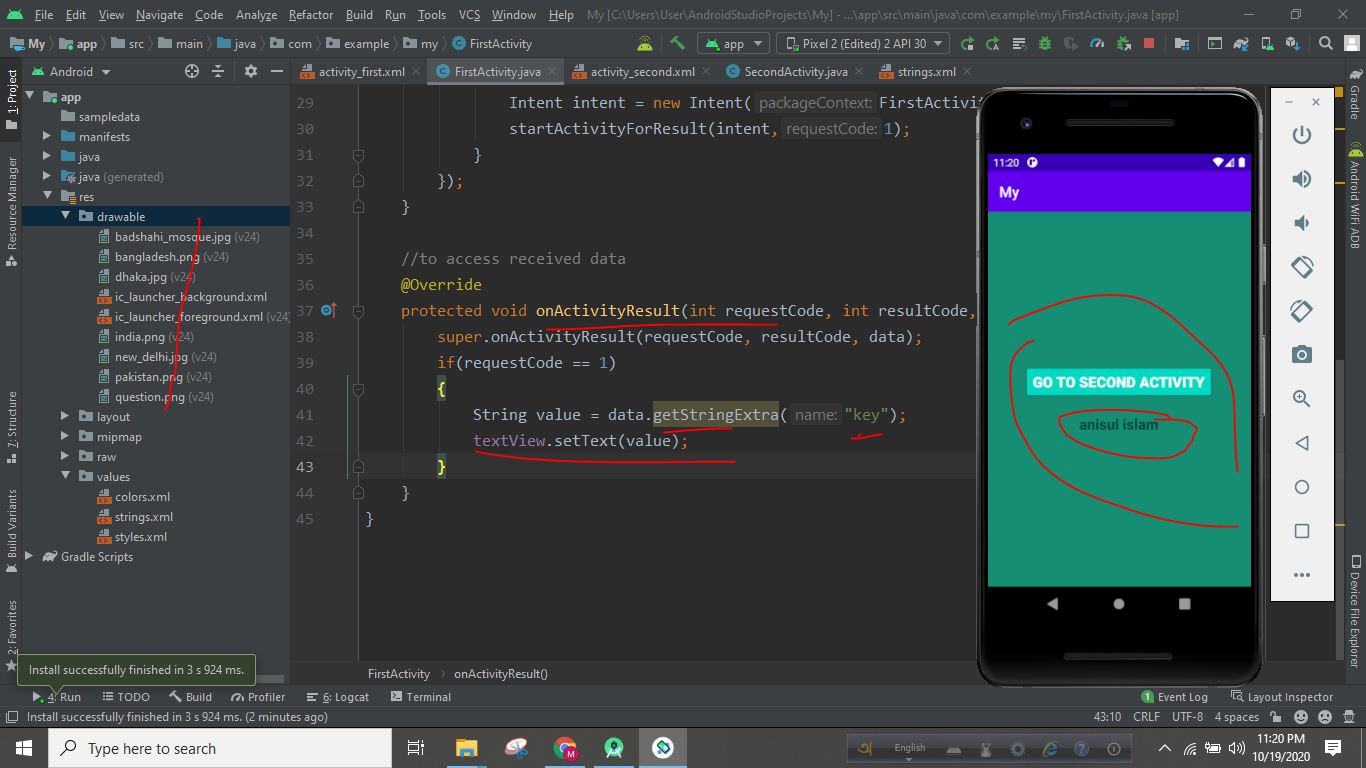 File Edit View Navigate Code Analyze Refactor Build Run Tools VCS Window Help My [C:\Users\User\AndroidStudioProjects\My] - ...\app\src\main\java\com\example\my\FirstActivity.java [app]
My app src main java com example my FirstActivity app Pixel 2 (Edited) 2 API 30
Android activity_first.xml FirstActivity.java activity_second.xml SecondActivity.java strings.xml
1: Project
Resource Manager
7: Structure
Build Variants
2: Favorites
app
sampledata
manifests
java
java (generated)
res
drawable
badshahi_mosque.jpg (v24)
bangladesh.png (v24)
dhaka.jpg (v24)
ic_launcher_background.xml
ic_launcher_foreground.xml (v24)
india.png (v24)
new_delhi.jpg (v24)
pakistan.png (v24)
question.png (v24)
layout
mipmap
raw
values
colors.xml
strings.xml
styles.xml
Gradle Scripts
29 Intent intent = new Intent( packageContext: FirstActivi
30 startActivityForResult(intent, requestCode: 1);
31 }
32 });
33 }
34
35 //to access received data
36 @Override
37 protected void onActivityResult(int requestCode, int resultCode,
38 super.onActivityResult(requestCode, resultCode, data);
39 if(requestCode == 1)
40 {
41 String value = data.getStringExtra( name: "key");
42 textView.setText(value);
43 }
44 }
45 }
11:20
My
GO TO SECOND ACTIVITY
anisul islam
Gradle
Android WiFi ADB
Device File Explorer
Install successfully finished in 3 s 924 ms.
FirstActivity onActivityResult()
4: Run TODO Build Profiler 6: Logcat Terminal 1 Event Log Layout Inspector
Install successfully finished in 3 s 924 ms. (2 minutes ago) 43:10 CRLF UTF-8 4 spaces
Type here to search
অ English
11:20 PM
10/19/2020